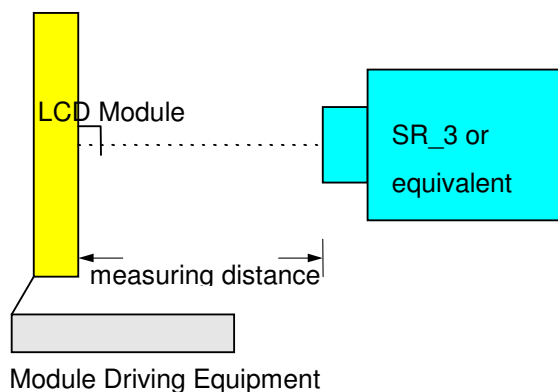 LCD Module
SR_3 or
equivalent
measuring distance
Module Driving Equipment